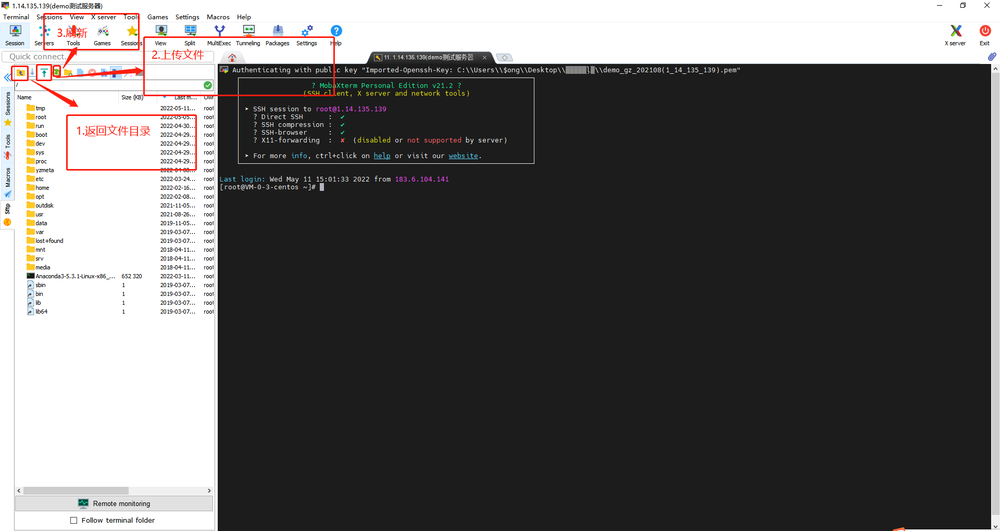 1.14.135.139(demo测试服务器)
Terminal Sessions View X server Tools Games Settings Macros Help
3.刷新
Session Servers Tools Games Sessions View Split MultiExec Tunneling Packages Settings Help X server Exit
2.上传文件
Quick connect.
11. 1.14.135.139(demo测试服务器
Authenticating with public key "Imported-Openssh-Key: C:\\Users\\$ong\\Desktop\\ \\demo_gz_202108(1_14_135_139).pem"
/
? MobaXterm Personal Edition v21.2 ?
(SSH client, X server and network tools)
➤ SSH session to root@1.14.135.139
? Direct SSH : ✔
? SSH compression : ✔
? SSH-browser : ✔
? X11-forwarding : ✘ (disabled or not supported by server)
➤ For more info, ctrl+click on help or visit our website.
Last login: Wed May 11 15:01:33 2022 from 183.6.104.141
[root@VM-0-3-centos ~]#
Sessions
Tools
Macros
Sftp
1.返回文件目录
Name Size (KB) Last m... Own
tmp 2022-05-11... root
root 2022-05-05... root
run 2022-04-30... root
boot 2022-04-29... root
dev 2022-04-29... root
sys 2022-04-29... root
proc 2022-04-29... root
yzmeta 2022-04-08... root
etc 2022-03-24... root
home 2022-02-16... root
opt 2022-02-08... root
outdisk 2021-11-05... root
usr 2021-08-26... root
data 2019-11-05... root
var 2019-03-07... root
lost+found 2019-03-07... root
mnt 2018-04-11... root
srv 2018-04-11... root
media 2018-04-11... root
Anaconda3-5.3.1-Linux-x86_... 652 320 2022-03-11... root
sbin 1 2019-03-07... root
bin 1 2019-03-07... root
lib 1 2019-03-07... root
lib64 1 2019-03-07... root
Remote monitoring
Follow terminal folder